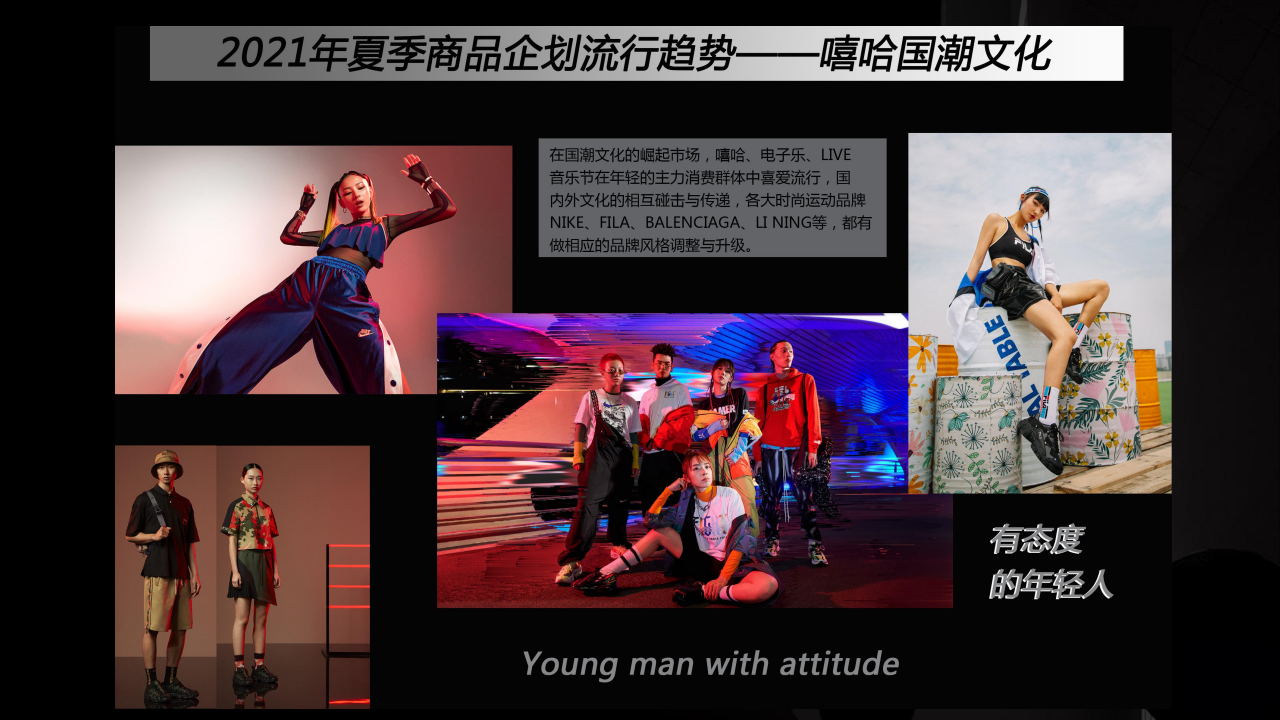 2021年夏季商品企划流行趋势——嘻哈国潮文化
在国潮文化的崛起市场，嘻哈、电子乐、LIVE
音乐节在年轻的主力消费群体中喜爱流行，国
内外文化的相互碰击与传递，各大时尚运动品牌
NIKE、FILA、BALENCIAGA、LI NING等，都有
做相应的品牌风格调整与升级。
TABLE
有态度
的年轻人
Young man with attitude